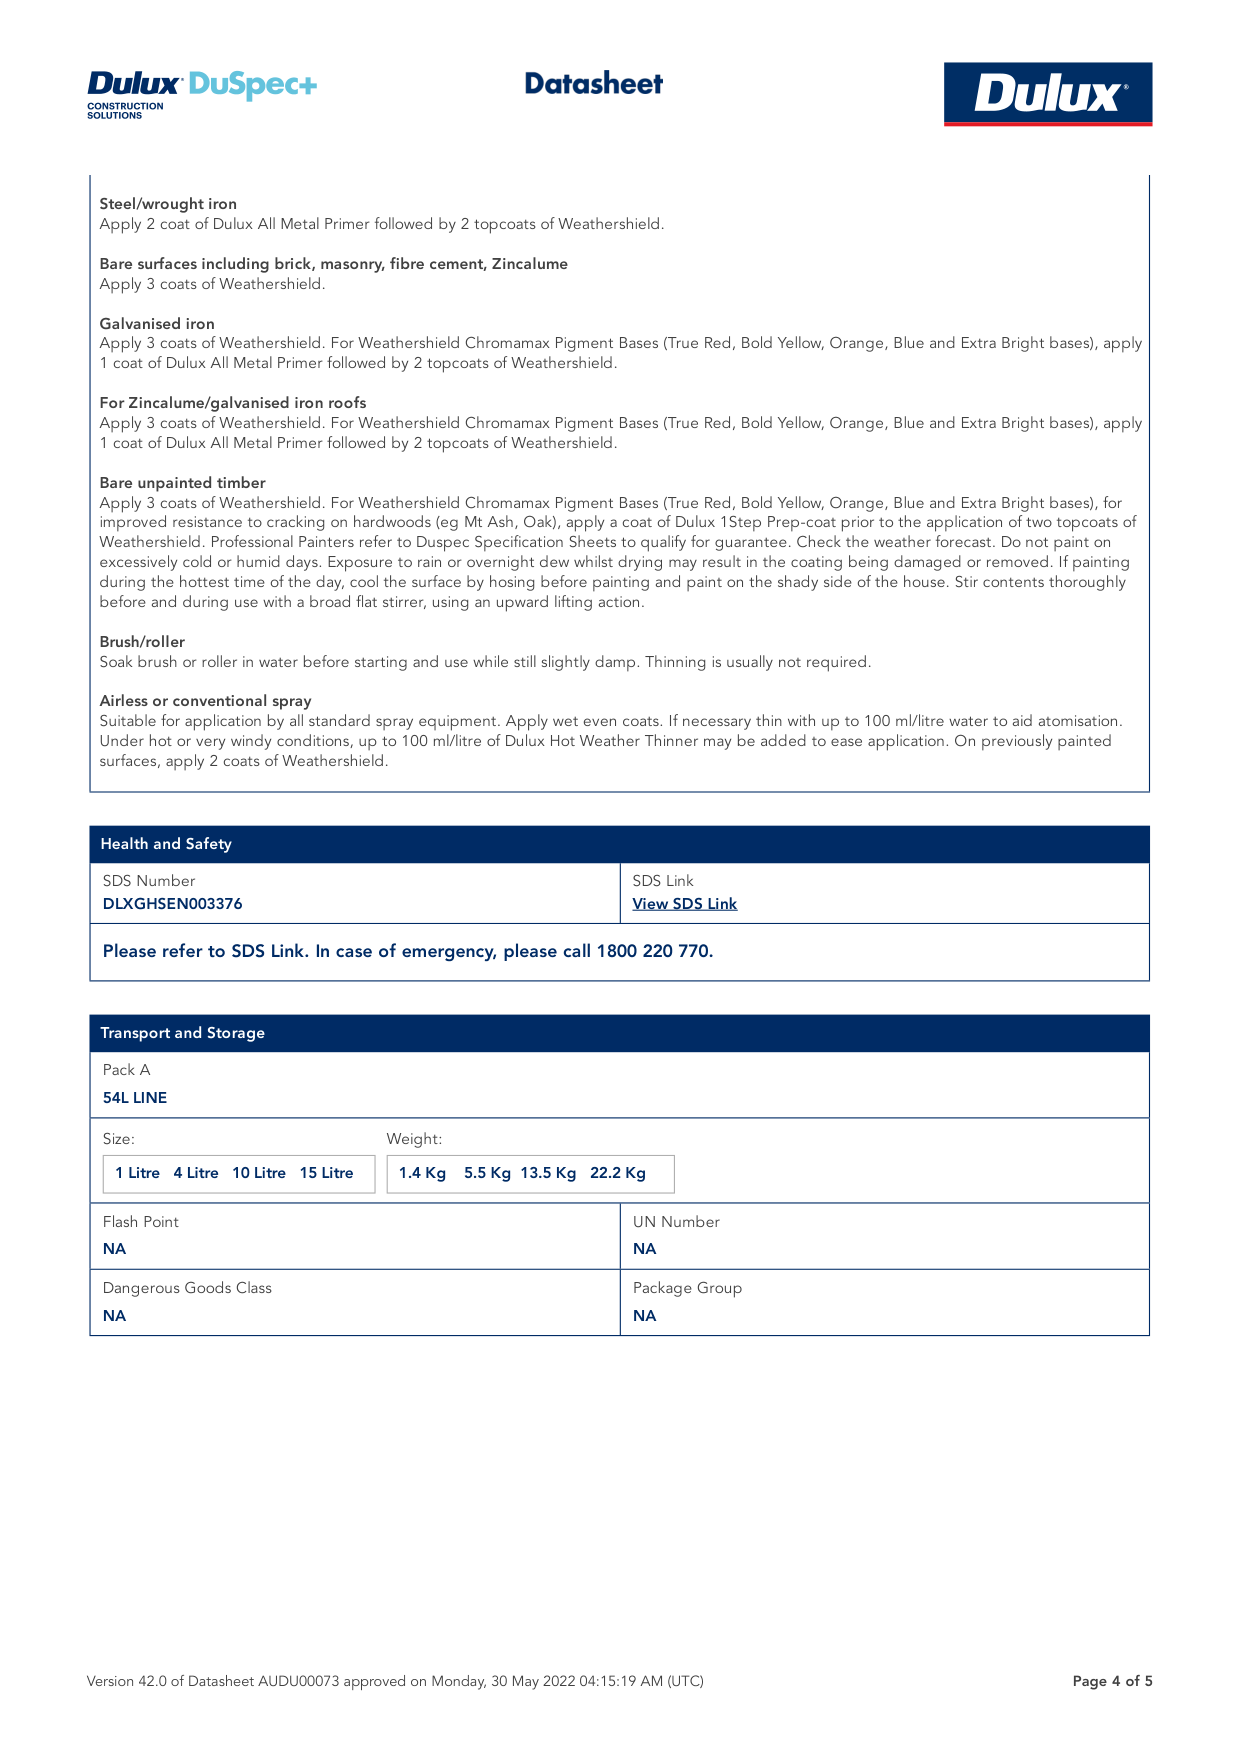 Dulux DuSpec+
CONSTRUCTION
SOLUTIONS
Datasheet
Dulux®
Steel/wrought iron
Apply 2 coat of Dulux All Metal Primer followed by 2 topcoats of Weathershield.
Bare surfaces including brick, masonry, fibre cement, Zincalume
Apply 3 coats of Weathershield.
Galvanised iron
Apply 3 coats of Weathershield. For Weathershield Chromamax Pigment Bases (True Red, Bold Yellow, Orange, Blue and Extra Bright bases), apply
1 coat of Dulux All Metal Primer followed by 2 topcoats of Weathershield.
For Zincalume/galvanised iron roofs
Apply 3 coats of Weathershield. For Weathershield Chromamax Pigment Bases (True Red, Bold Yellow, Orange, Blue and Extra Bright bases), apply
1 coat of Dulux All Metal Primer followed by 2 topcoats of Weathershield.
Bare unpainted timber
Apply 3 coats of Weathershield. For Weathershield Chromamax Pigment Bases (True Red, Bold Yellow, Orange, Blue and Extra Bright bases), for
improved resistance to cracking on hardwoods (eg Mt Ash, Oak), apply a coat of Dulux 1Step Prep-coat prior to the application of two topcoats of
Weathershield. Professional Painters refer to Duspec Specification Sheets to qualify for guarantee. Check the weather forecast. Do not paint on
excessively cold or humid days. Exposure to rain or overnight dew whilst drying may result in the coating being damaged or removed. If painting
during the hottest time of the day, cool the surface by hosing before painting and paint on the shady side of the house. Stir contents thoroughly
before and during use with a broad flat stirrer, using an upward lifting action.
Brush/roller
Soak brush or roller in water before starting and use while still slightly damp. Thinning is usually not required.
Airless or conventional spray
Suitable for application by all standard spray equipment. Apply wet even coats. If necessary thin with up to 100 ml/litre water to aid atomisation.
Under hot or very windy conditions, up to 100 ml/litre of Dulux Hot Weather Thinner may be added to ease application. On previously painted
surfaces, apply 2 coats of Weathershield.
Health and Safety
SDS Number SDS Link
DLXGHSEN003376 View SDS Link
Please refer to SDS Link. In case of emergency, please call 1800 220 770.
Transport and Storage
Pack A
54L LINE
Size: Weight:
1 Litre 4 Litre 10 Litre 15 Litre 1.4 Kg 5.5 Kg 13.5 Kg 22.2 Kg
Flash Point UN Number
NA NA
Dangerous Goods Class Package Group
NA NA
Version 42.0 of Datasheet AUDU00073 approved on Monday, 30 May 2022 04:15:19 AM (UTC) Page 4 of 5